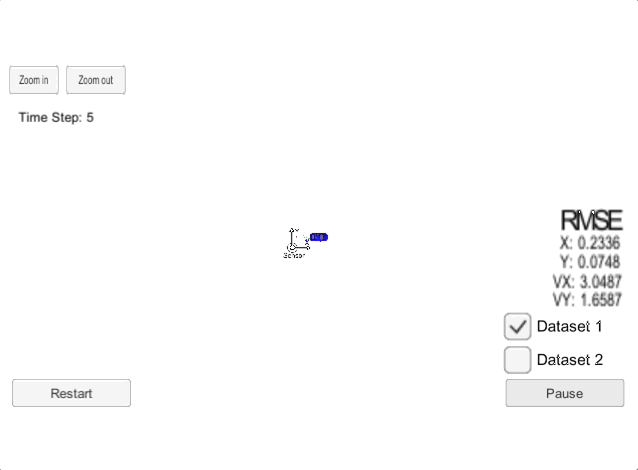 Zoom in
Zoom out
Time Step: 5
Sensor
RMSE
X: 0.2336
Y: 0.0748
VX: 3.0487
VY: 1.6587
Dataset 1
Dataset 2
Restart
Pause